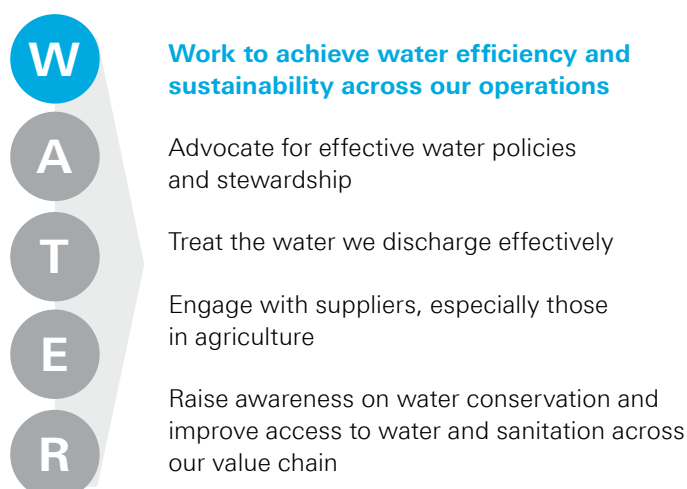 W
Work to achieve water efficiency and
sustainability across our operations
A
Advocate for effective water policies
and stewardship
T
Treat the water we discharge effectively
E
Engage with suppliers, especially those
in agriculture
R
Raise awareness on water conservation and
improve access to water and sanitation across
our value chain